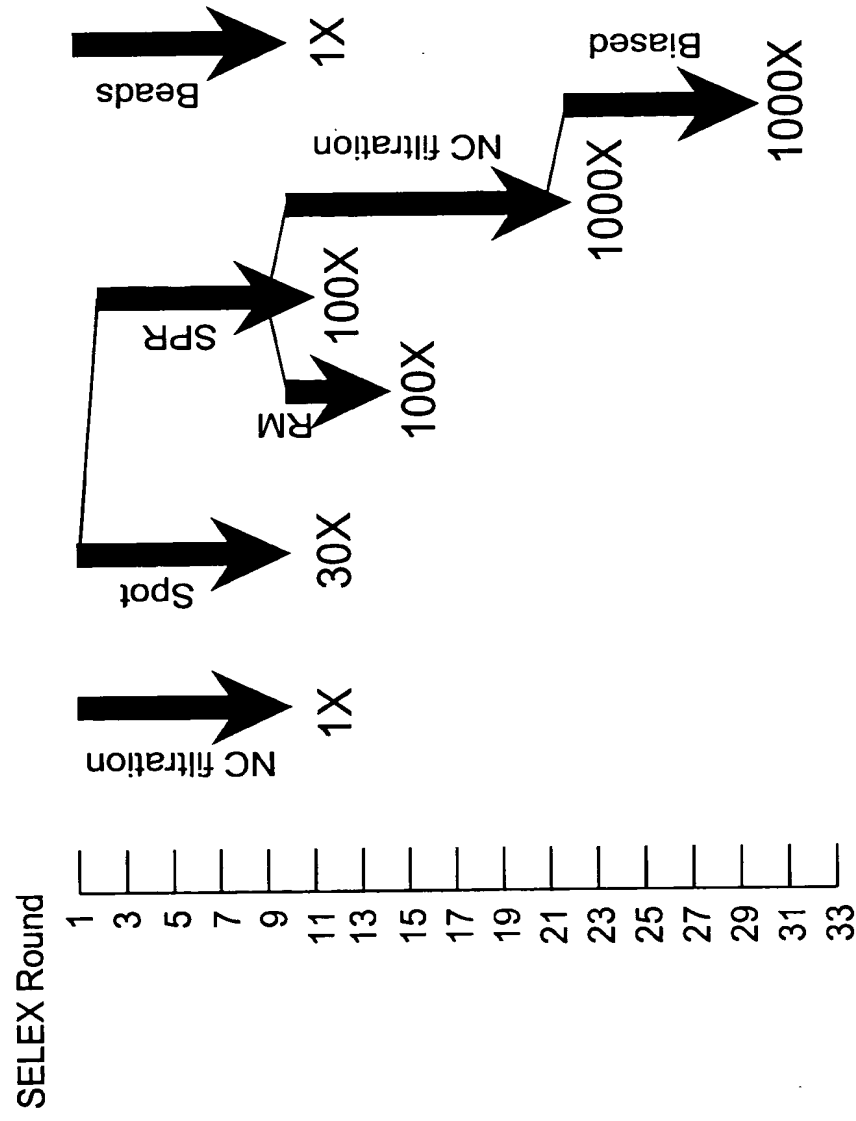 SELEX Round
1
3
5
7
9
11
13
15
17
19
21
23
25
27
29
31
33
NC filtration
1X
Spot
30X
RM
100X
SPR
100X
NC filtration
1000X
Biased
1000X
Beads
1X